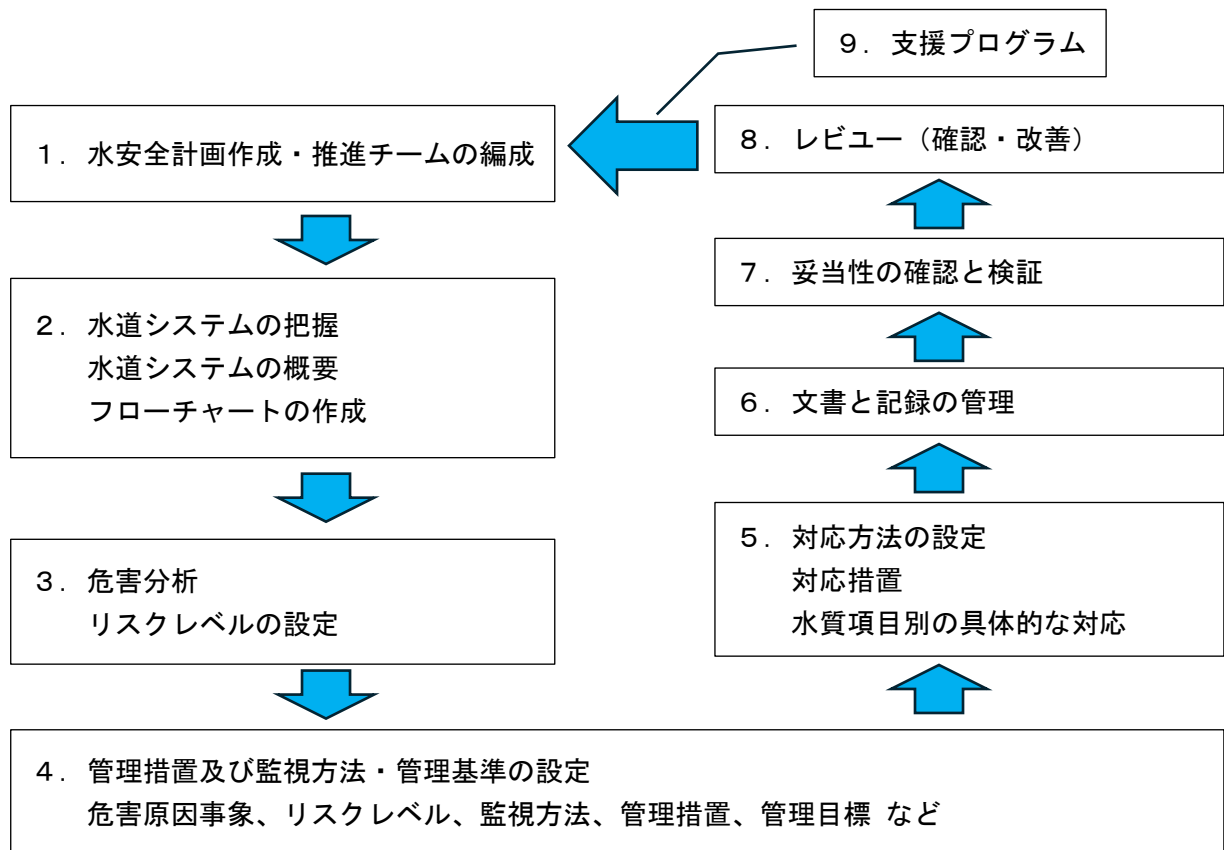 ９．支援プログラム
１．水安全計画作成・推進チームの編成
８．レビュー（確認・改善）
７．妥当性の確認と検証
２．水道システムの把握
水道システムの概要
フローチャートの作成
６．文書と記録の管理
５．対応方法の設定
対応措置
水質項目別の具体的な対応
３．危害分析
リスクレベルの設定
４．管理措置及び監視方法・管理基準の設定
危害原因事象、リスクレベル、監視方法、管理措置、管理目標 など